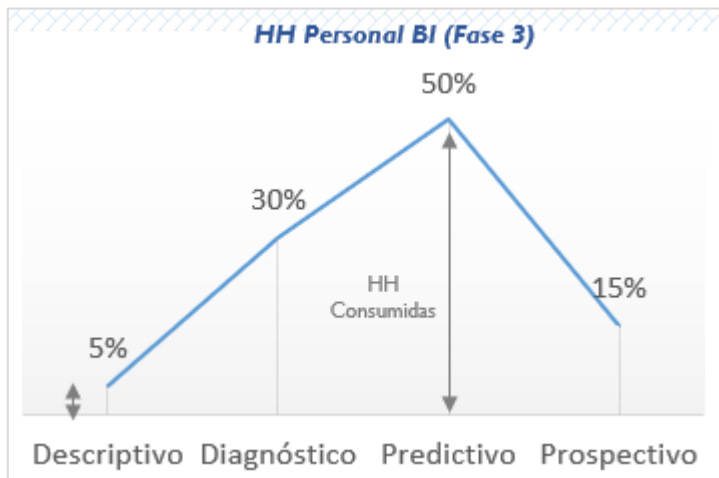 HH Personal BI (Fase 3)
50%
30%
15%
5%
HH
Consumidas
Descriptivo Diagnóstico Predictivo Prospectivo